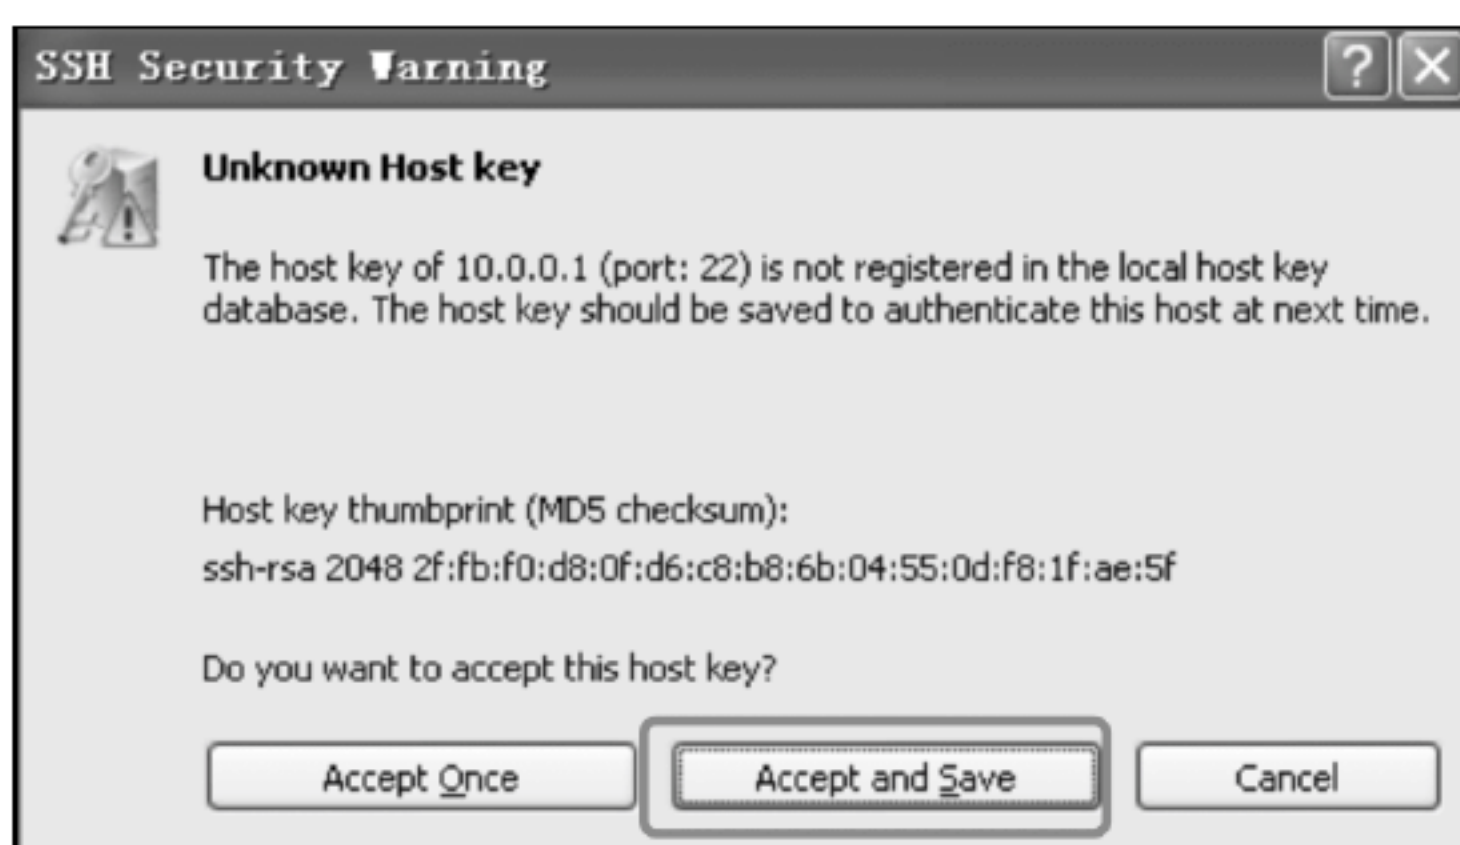 SSH Security Warning
Unknown Host key
The host key of 10.0.0.1 (port: 22) is not registered in the local host key
database. The host key should be saved to authenticate this host at next time.
Host key thumbprint (MD5 checksum):
ssh-rsa 2048 2f:fb:f0:d8:0f:d6:c8:b8:6b:04:55:0d:f8:1f:ae:5f
Do you want to accept this host key?
Accept Once Accept and Save Cancel